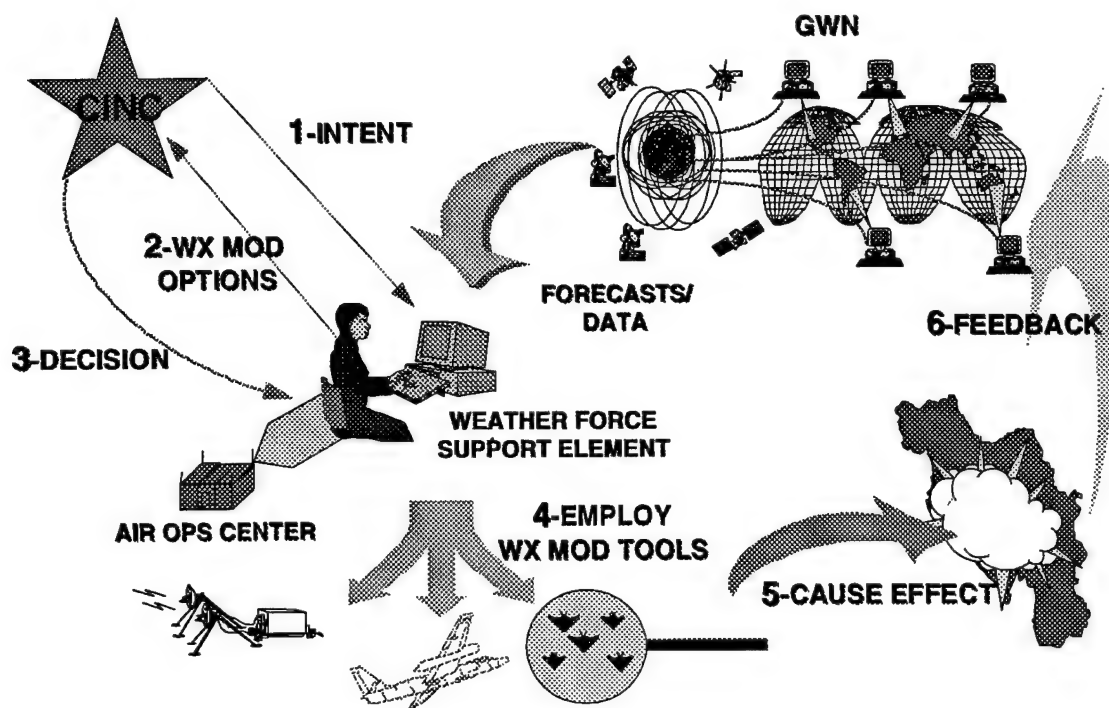 GWN
CINC
1-INTENT
2-WX MOD
OPTIONS
FORECASTS/
DATA
3-DECISION
6-FEEDBACK
WEATHER FORCE
SUPPORT ELEMENT
AIR OPS CENTER
4-EMPLOY
WX MOD TOOLS
5-CAUSE EFFECT